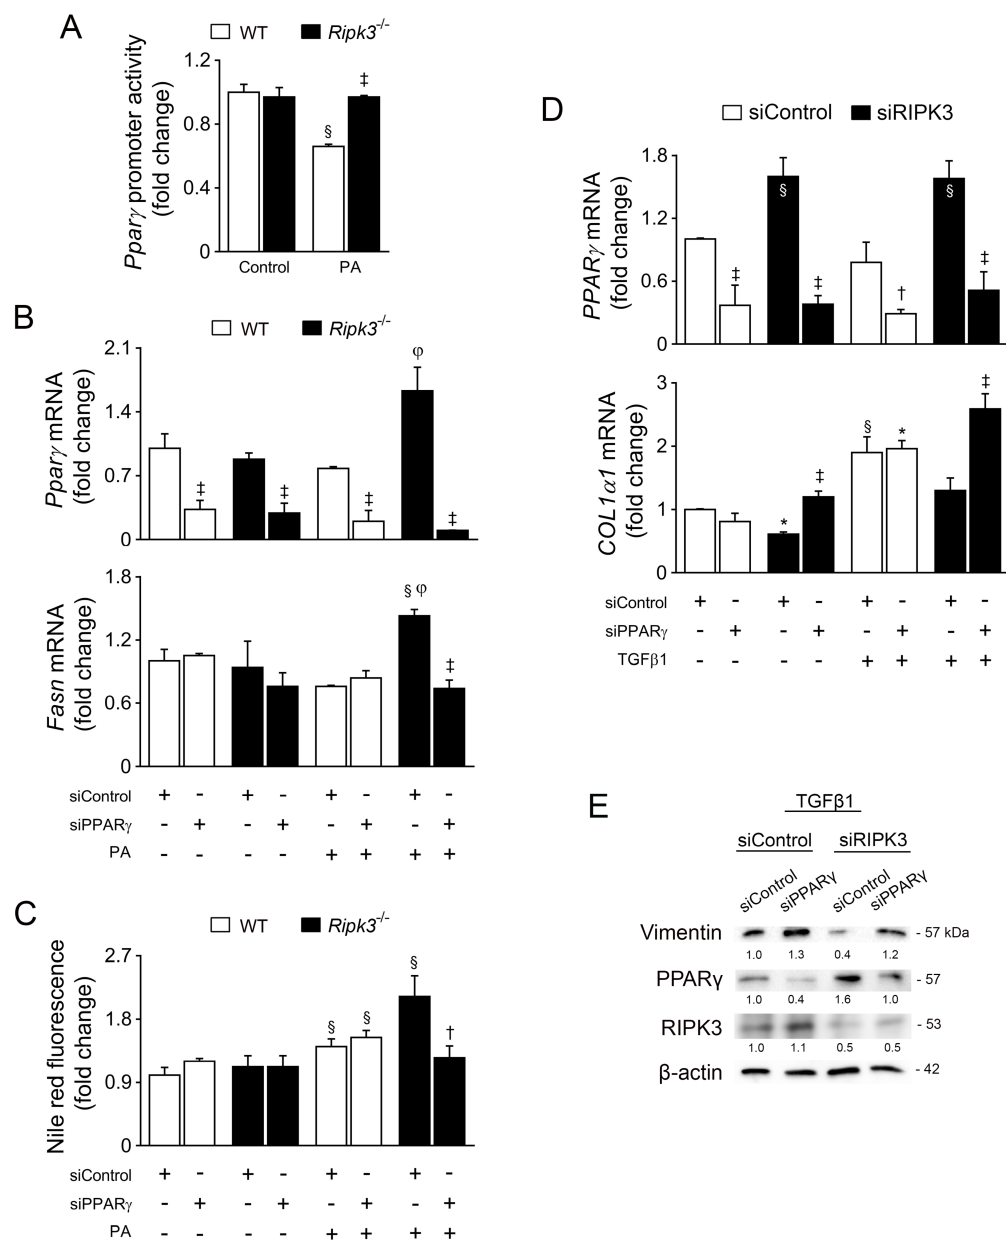 A
WT Ripk3-/-
Pparγ promoter activity
(fold change)
1.2
0.8
0.4
0
§
‡
Control PA
B
WT Ripk3-/-
Pparγ mRNA
(fold change)
2.1
1.4
0.7
0
‡ ‡ ‡ φ ‡
Fasn mRNA
(fold change)
1.8
1.2
0.6
0
§ φ ‡
siControl + - + - + - + -
siPPARγ - + - + - + - +
PA - - - - + + + +
C
WT Ripk3-/-
Nile red fluorescence
(fold change)
2.7
1.8
0.9
0
§ § § †
siControl + - + - + - + -
siPPARγ - + - + - + - +
PA - - - - + + + +
D
siControl siRIPK3
PPARγ mRNA
(fold change)
1.8
1.2
0.6
0
‡ § ‡ † § ‡
COL1α1 mRNA
(fold change)
3
2
1
0
* ‡ § * ‡
siControl + - + - + - + -
siPPARγ - + - + - + - +
TGFβ1 - - - - + + + +
E
TGFβ1
siControl siRIPK3
siControl siPPARγ siControl siPPARγ
Vimentin - 57 kDa
1.0 1.3 0.4 1.2
PPARγ - 57
1.0 0.4 1.6 1.0
RIPK3 - 53
1.0 1.1 0.5 0.5
β-actin - 42